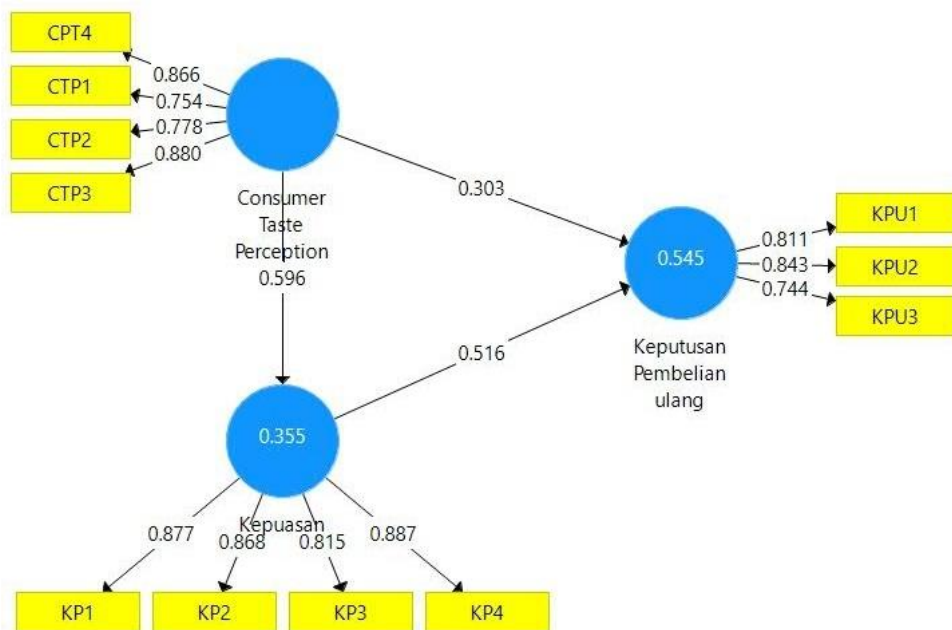 CPT4
0.866
CTP1
0.754
CTP2
0.778
CTP3
0.880
Consumer
Taste
Perception
0.596
0.303
0.545
Keputusan
Pembelian
ulang
KPU1
0.811
KPU2
0.843
KPU3
0.744
0.516
0.355
Kepuasan
0.877
0.868
0.815
0.887
KP1
KP2
KP3
KP4